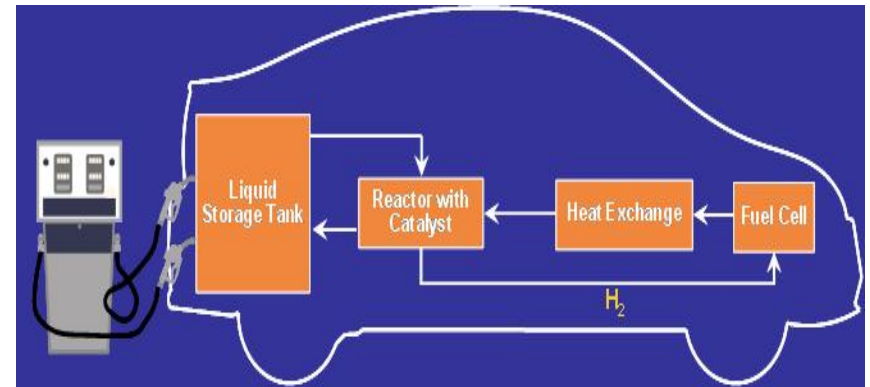 Liquid
Storage Tank
Reactor with
Catalyst
Heat Exchange
Fuel Cell
H₂